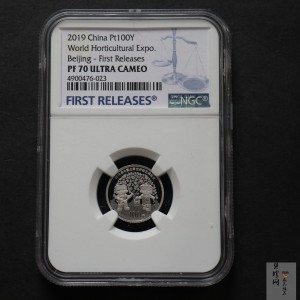 2019 China Pt100Y
World Horticultural Expo.
Beijing - First Releases
PF 70 ULTRA CAMEO
4900476-023
FIRST RELEASES
NGC